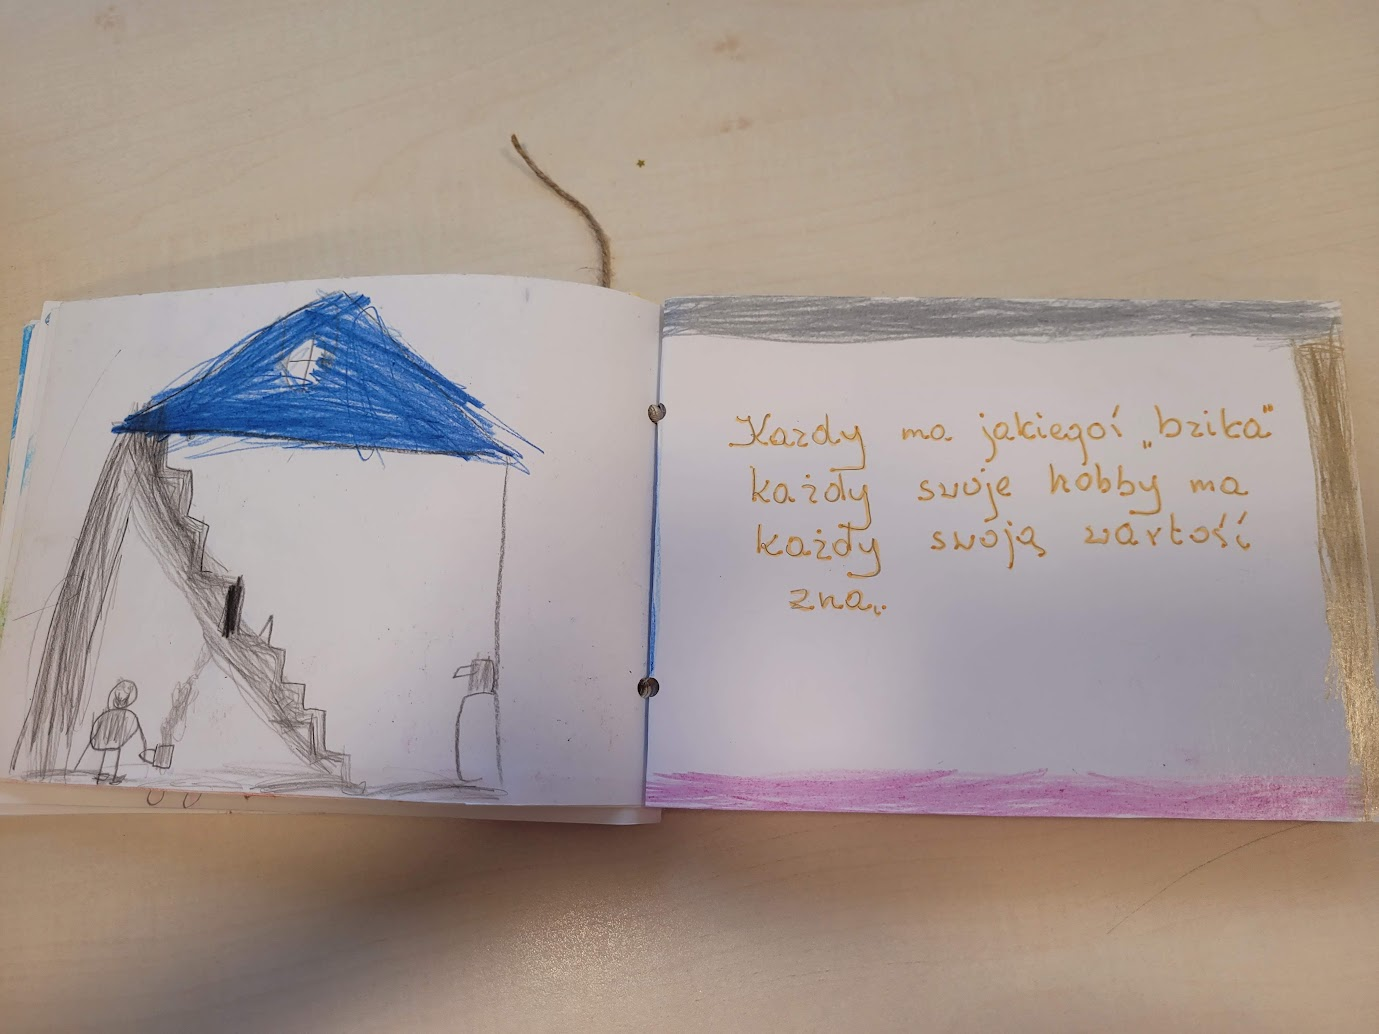 Każdy ma jakiegoś „bzika”
każdy swoje hobby ma
każdy swoją wartość
zna.